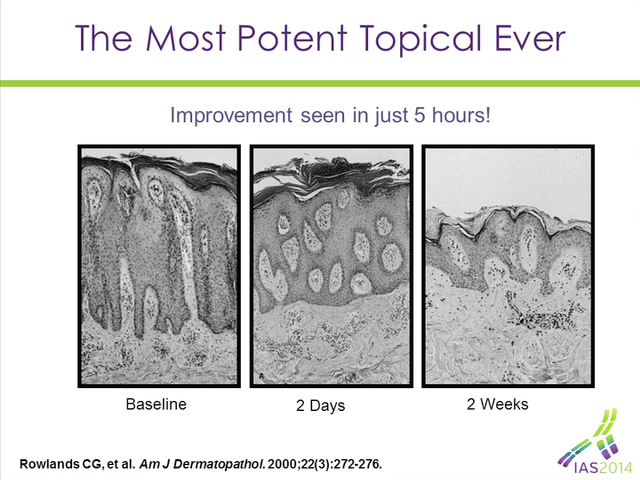 The Most Potent Topical Ever
Improvement seen in just 5 hours!
A
Baseline
2 Days
2 Weeks
Rowlands CG, et al. Am J Dermatopathol. 2000;22(3):272-276.
IAS2014